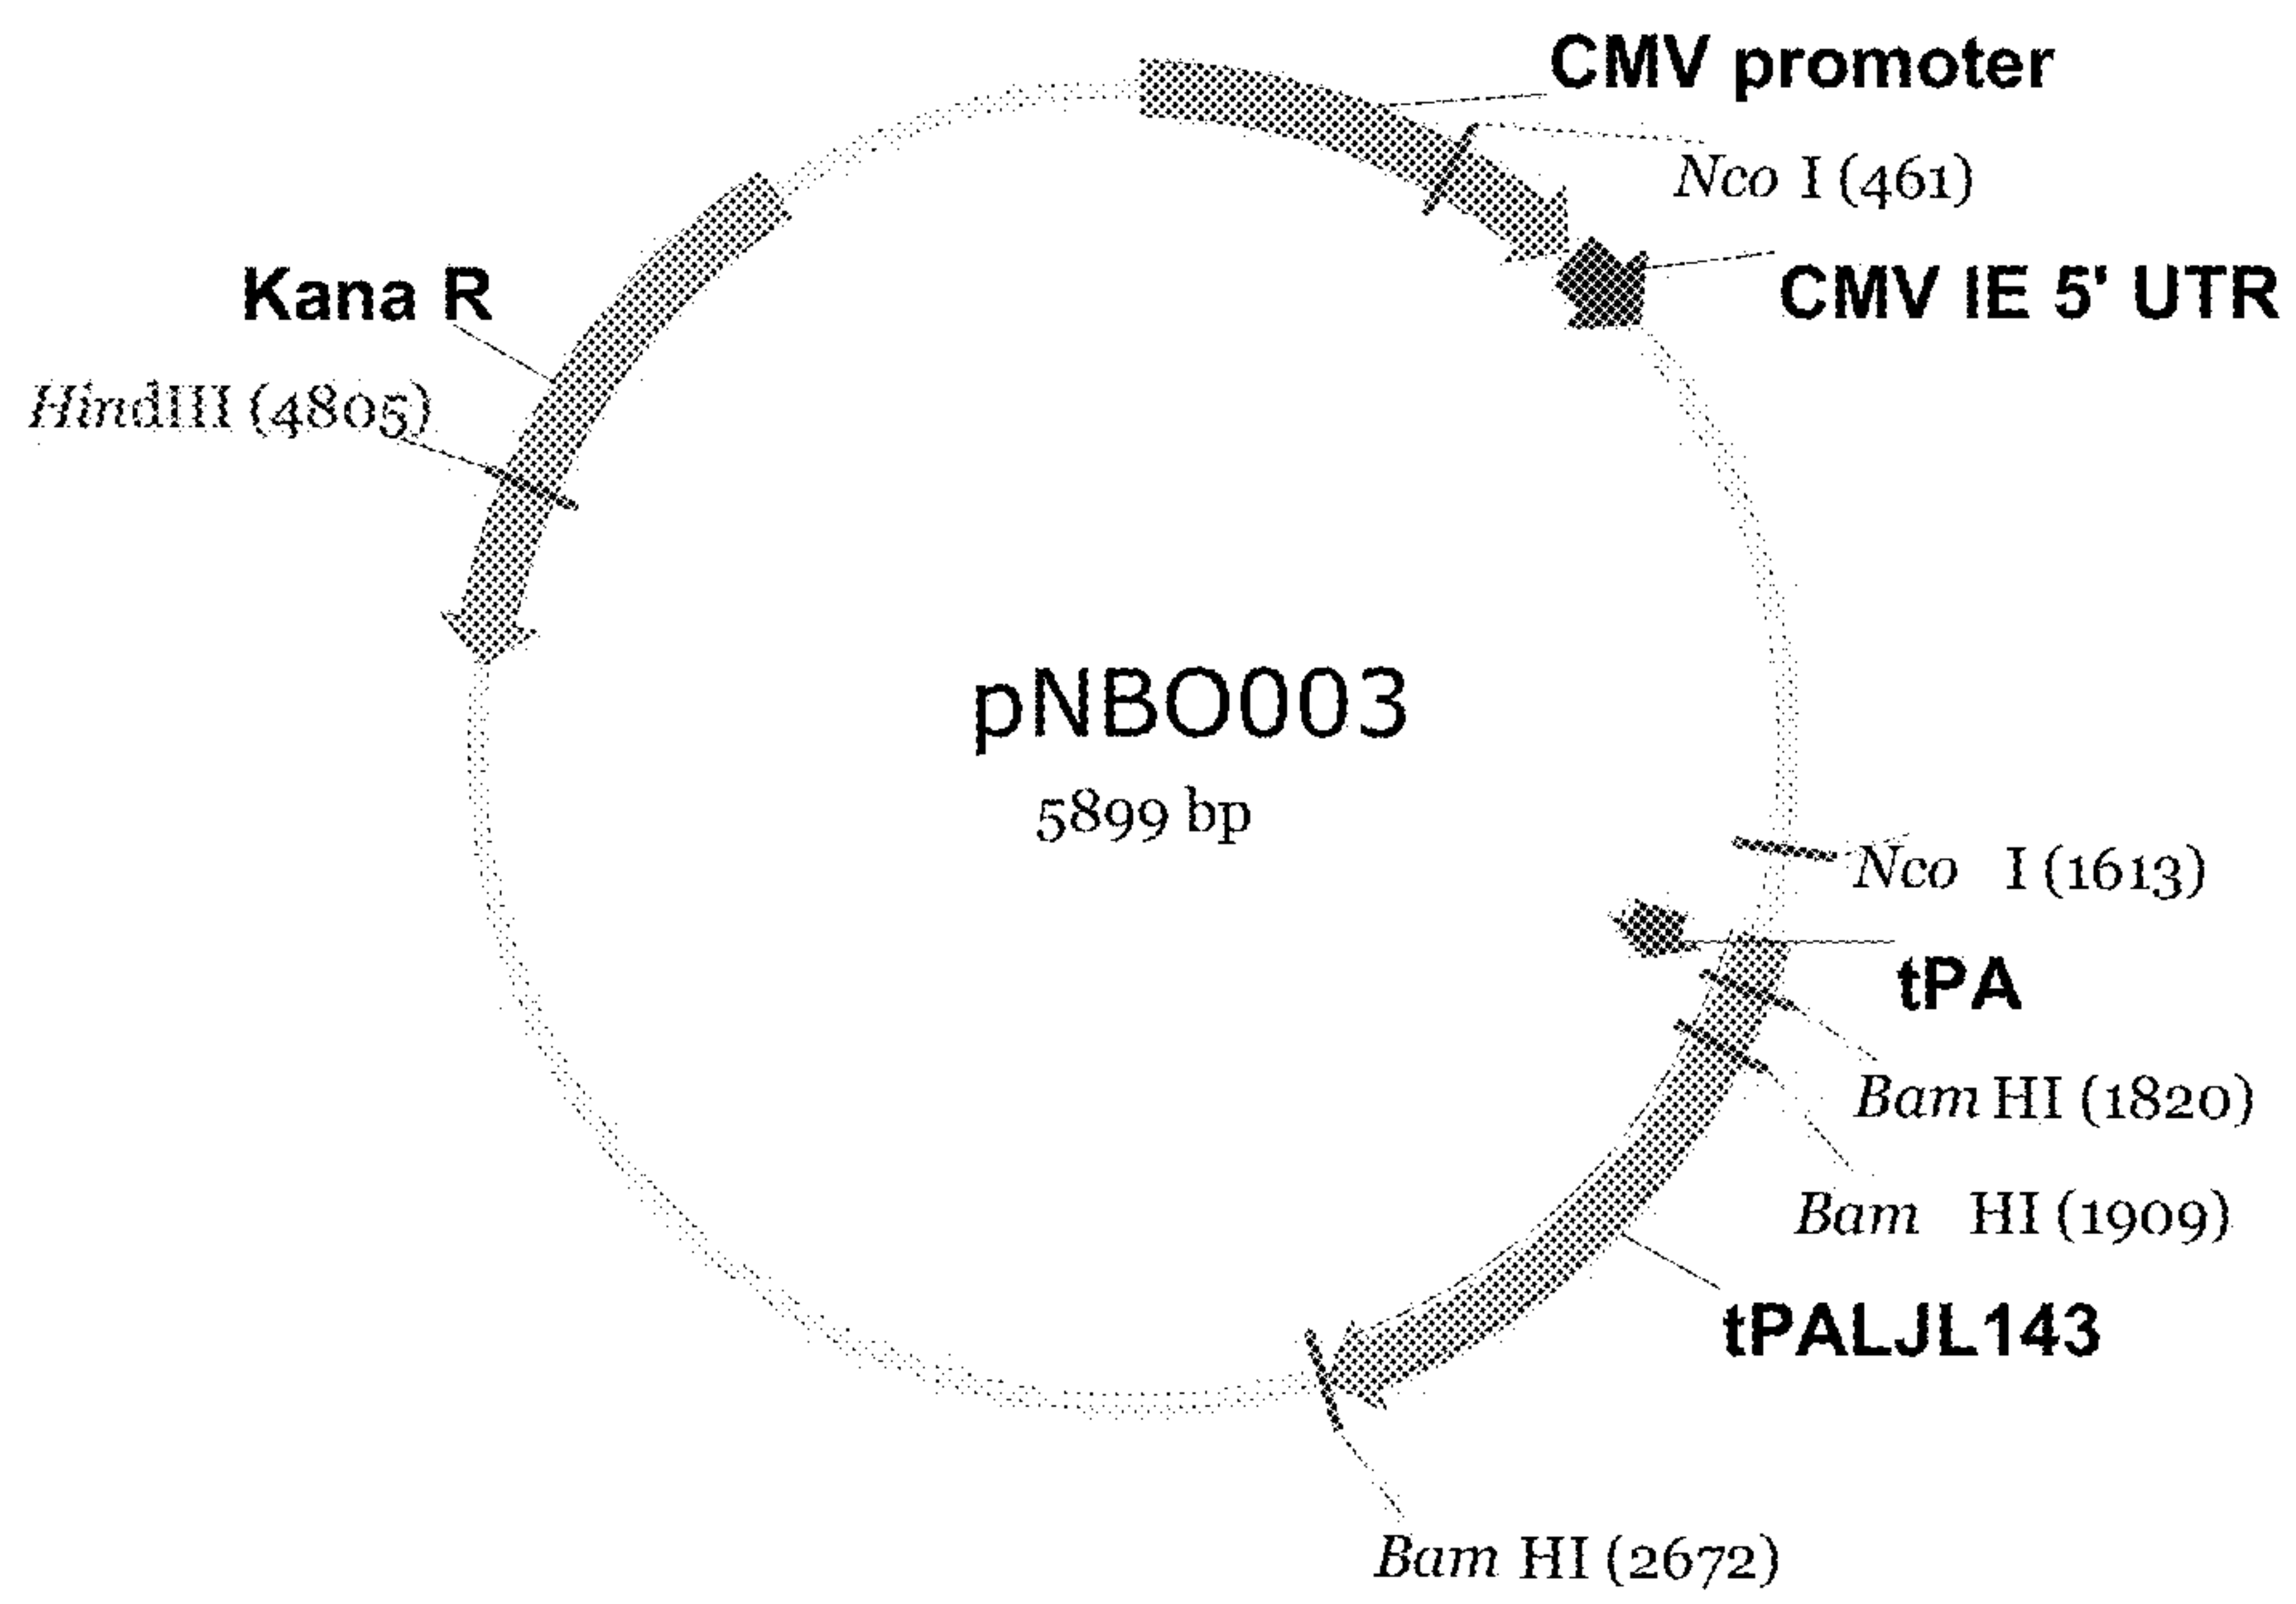 CMV promoter
Nco I (461)
CMV IE 5' UTR
Kana R
HindIII (4805)
pNBO003
5899 bp
Nco I (1613)
tPA
Bam HI (1820)
Bam HI (1909)
tPALJL143
Bam HI (2672)